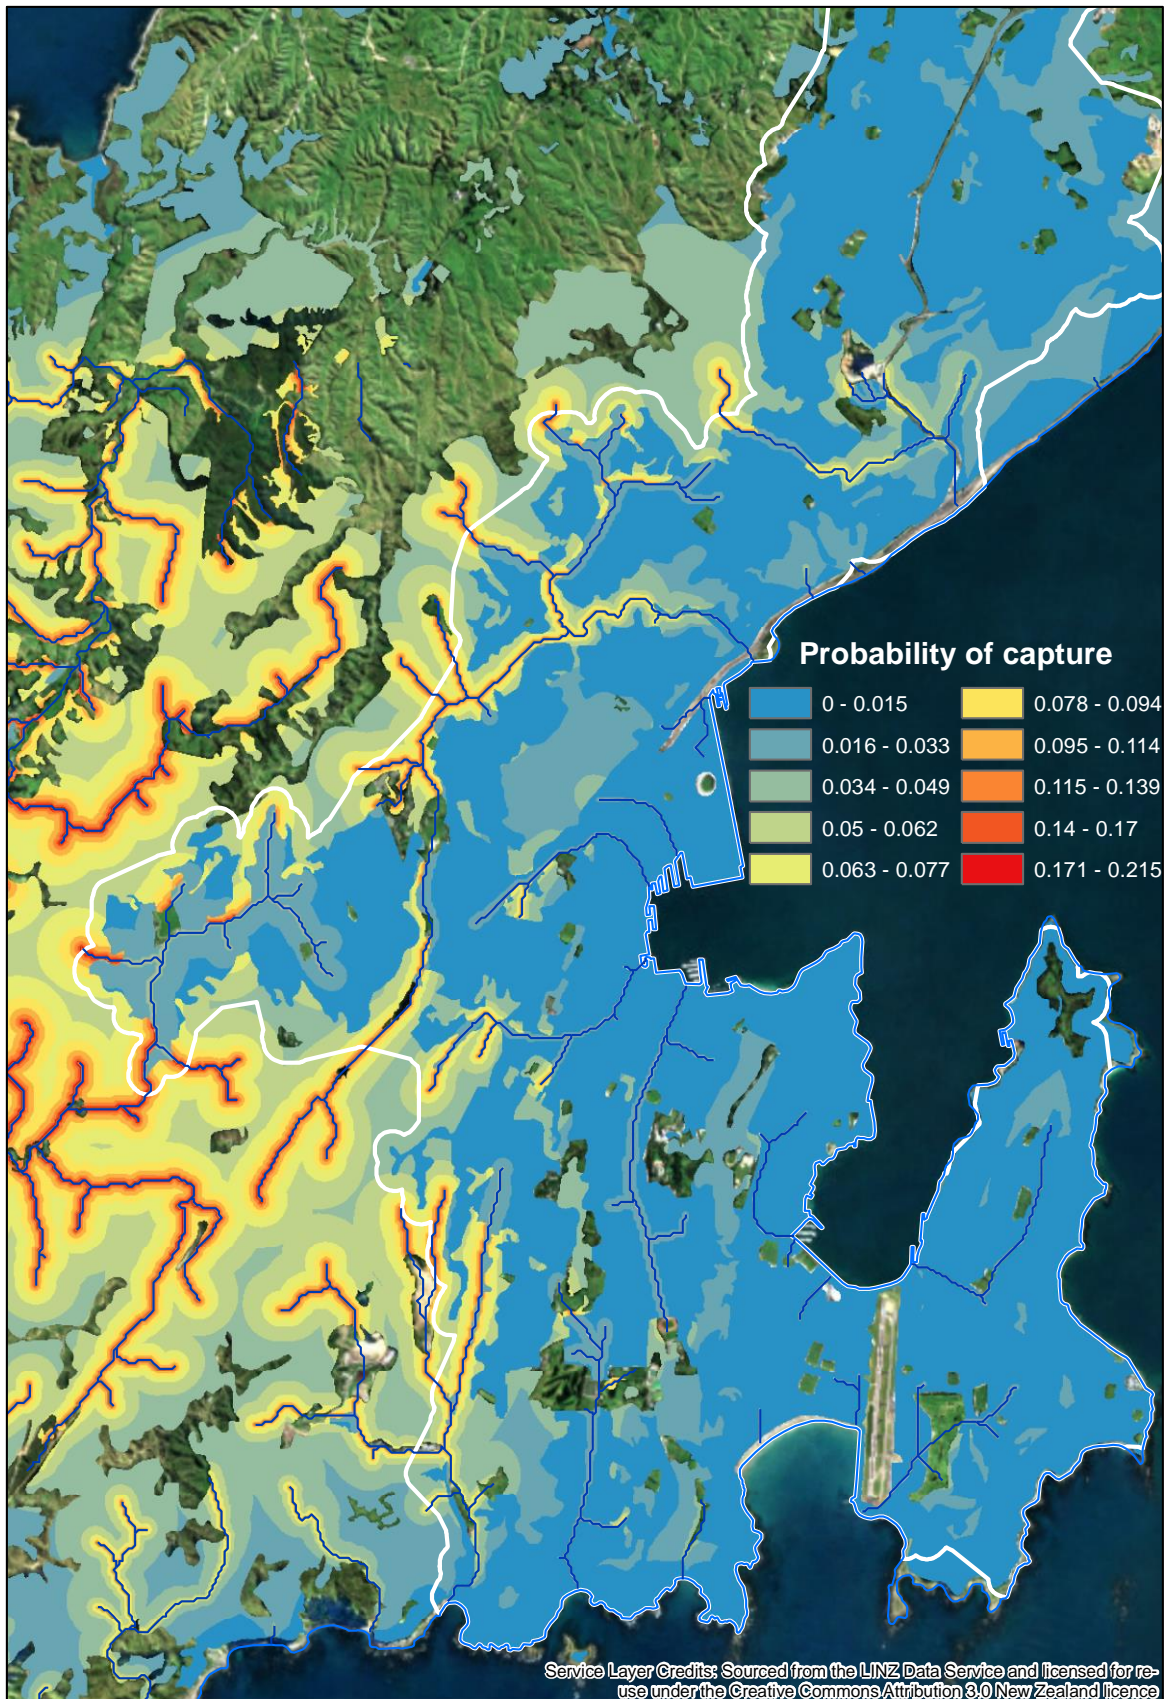 Probability of capture
0 - 0.015
0.016 - 0.033
0.034 - 0.049
0.05 - 0.062
0.063 - 0.077
0.078 - 0.094
0.095 - 0.114
0.115 - 0.139
0.14 - 0.17
0.171 - 0.215
Service Layer Credits: Sourced from the LINZ Data Service and licensed for re-
use under the Creative Commons Attribution 3.0 New Zealand licence